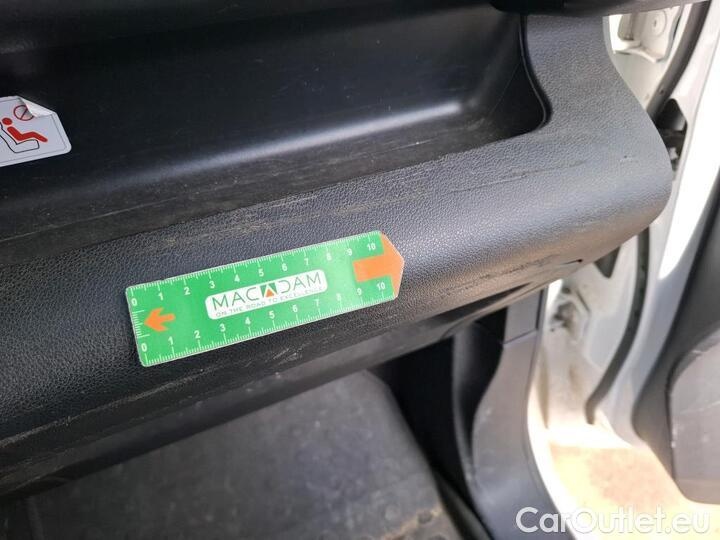 0 1 2 3 4 5 6 7 8 9 10
MACADAM
ON THE ROAD TO EXCELLENCE
0 1 2 3 4 5 6 7 8 9 10
CarOutlet.eu